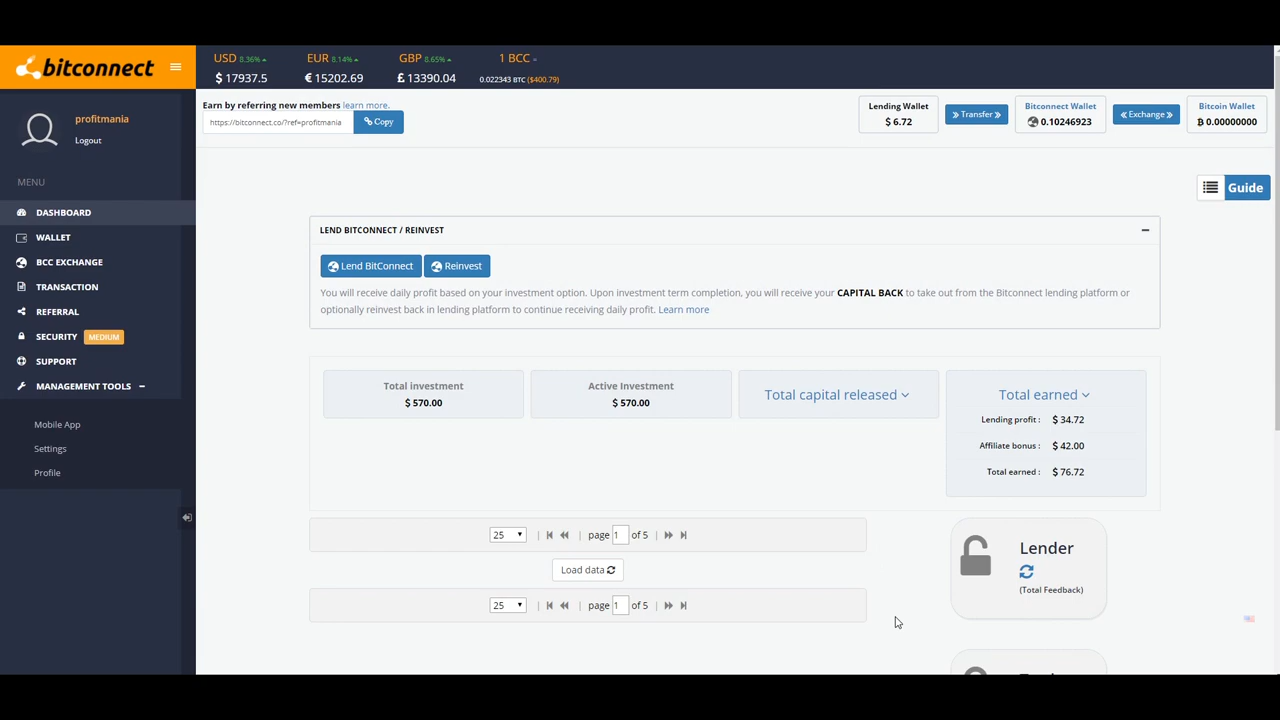 bitconnect
USD 8.36%
$ 17937.5
EUR 8.14%
€ 15202.69
GBP 8.65%
£ 13390.04
1 BCC
0.022343 BTC ($400.79)
profitmania
Logout
Earn by referring new members learn more.
https://bitconnect.co/?ref=profitmania
Copy
Lending Wallet
$ 6.72
Transfer
Bitconnect Wallet
0.10246923
Exchange
Bitcoin Wallet
0.00000000
MENU
DASHBOARD
WALLET
BCC EXCHANGE
TRANSACTION
REFERRAL
SECURITY MEDIUM
SUPPORT
MANAGEMENT TOOLS
Mobile App
Settings
Profile
Guide
LEND BITCONNECT / REINVEST
Lend BitConnect
Reinvest
You will receive daily profit based on your investment option. Upon investment term completion, you will receive your CAPITAL BACK to take out from the Bitconnect lending platform or
optionally reinvest back in lending platform to continue receiving daily profit. Learn more
Total investment
$ 570.00
Active Investment
$ 570.00
Total capital released
Total earned
Lending profit : $ 34.72
Affiliate bonus : $ 42.00
Total earned : $ 76.72
25 | | page 1 of 5 |
Load data
25 | | page 1 of 5 |
Lender
(Total Feedback)